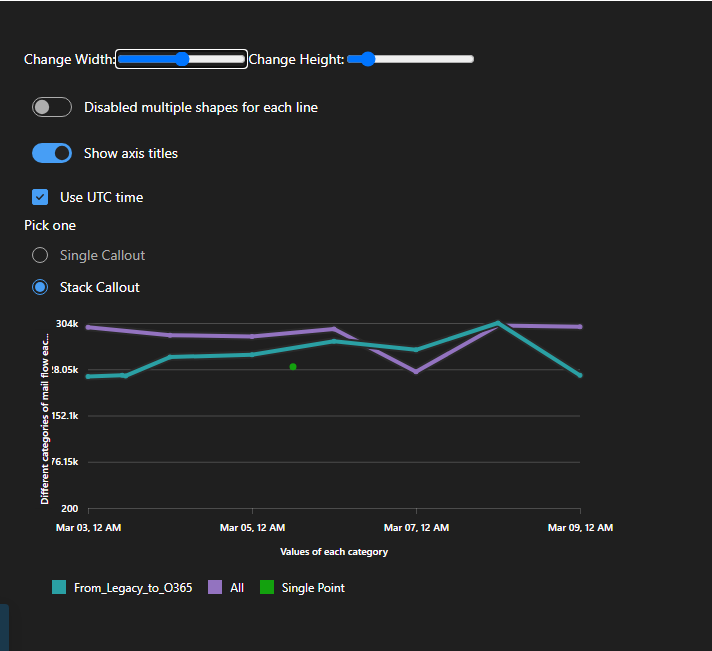 Change Width: Change Height:
Disabled multiple shapes for each line
Show axis titles
Use UTC time
Pick one
Single Callout
Stack Callout
Different categories of mail flow eac...
304k
28.05k
152.1k
76.15k
200
Mar 03, 12 AM Mar 05, 12 AM Mar 07, 12 AM Mar 09, 12 AM
Values of each category
From_Legacy_to_O365 All Single Point